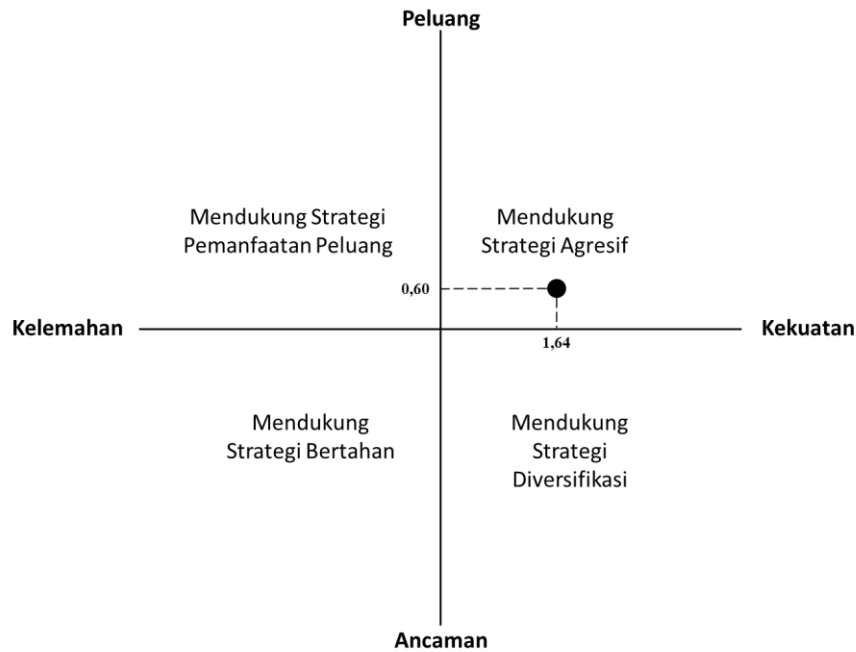 Peluang
Mendukung Strategi
Pemanfaatan Peluang
Mendukung
Strategi Agresif
0,60
Kelemahan
Kekuatan
1,64
Mendukung
Strategi Bertahan
Mendukung
Strategi
Diversifikasi
Ancaman